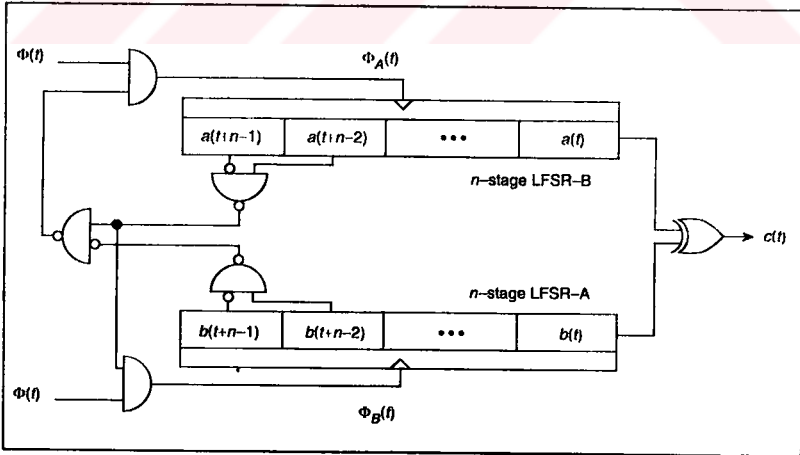 Φ(t)
Φ_A(t)
a(t+n−1) a(t+n−2) ••• a(t)
n−stage LFSR−B
c(t)
n−stage LFSR−A
b(t+n−1) b(t+n−2) ••• b(t)
Φ(t)
Φ_B(t)